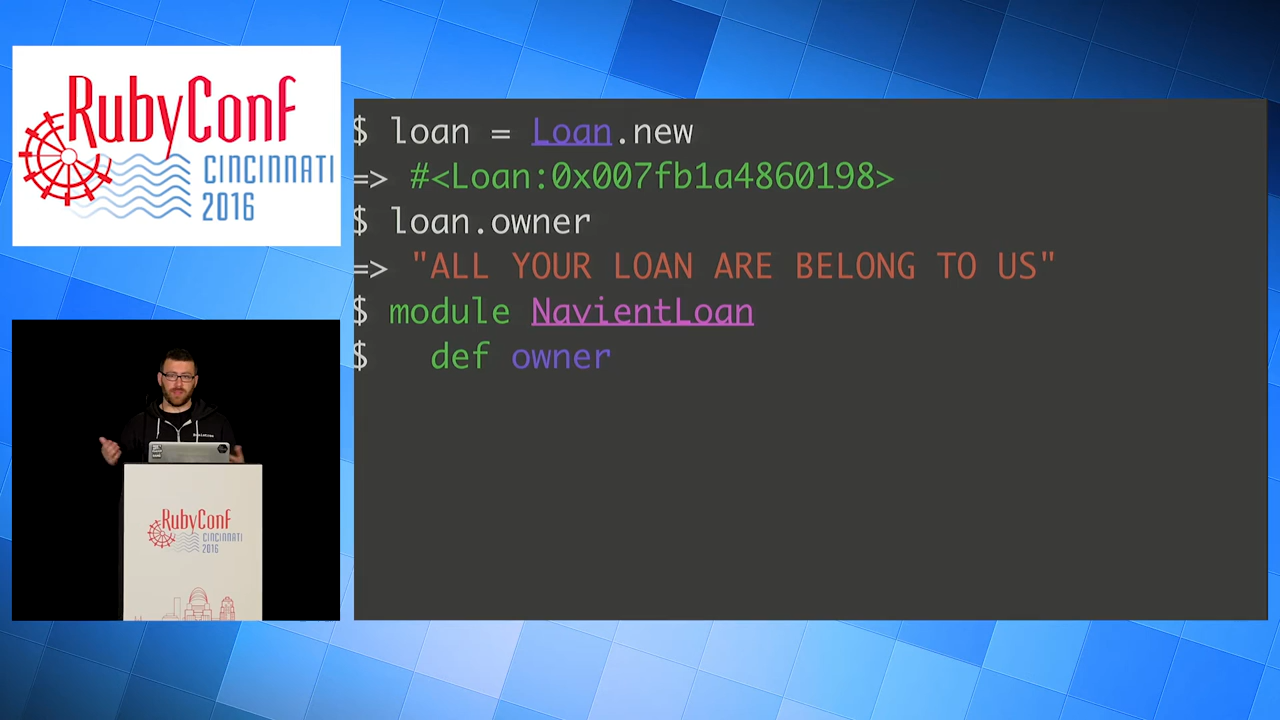 RubyConf
CINCINNATI
2016
$ loan = Loan.new
=> #<Loan:0x007fb1a4860198>
$ loan.owner
=> "ALL YOUR LOAN ARE BELONG TO US"
$ module NavientLoan
$   def owner
RubyConf
CINCINNATI
2016